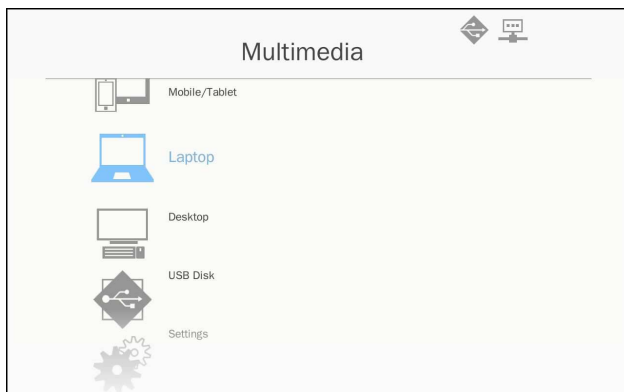 Multimedia
Mobile/Tablet
Laptop
Desktop
USB Disk
Settings